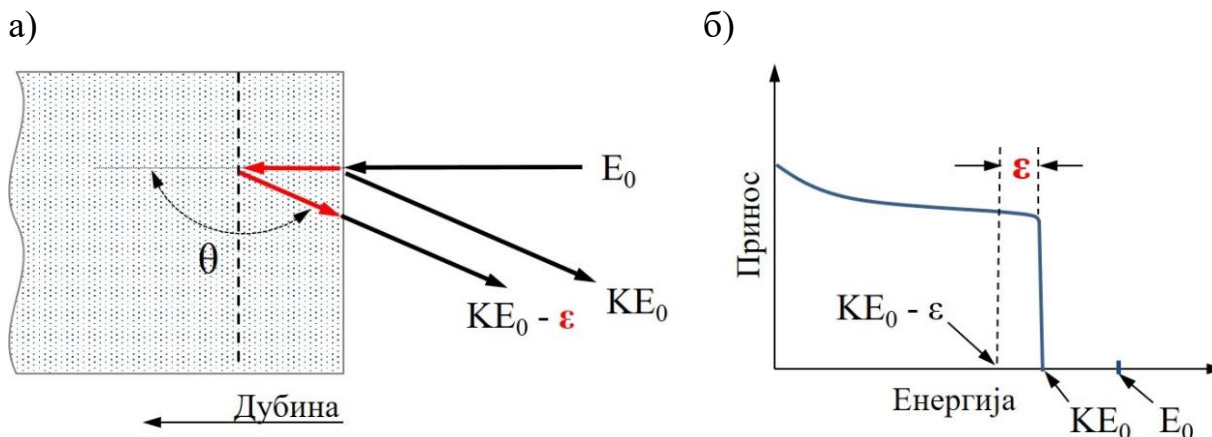 а)
E₀
θ
KE₀ - ε
KE₀
Дубина
б)
Принос
ε
KE₀ - ε
Енергија
KE₀
E₀